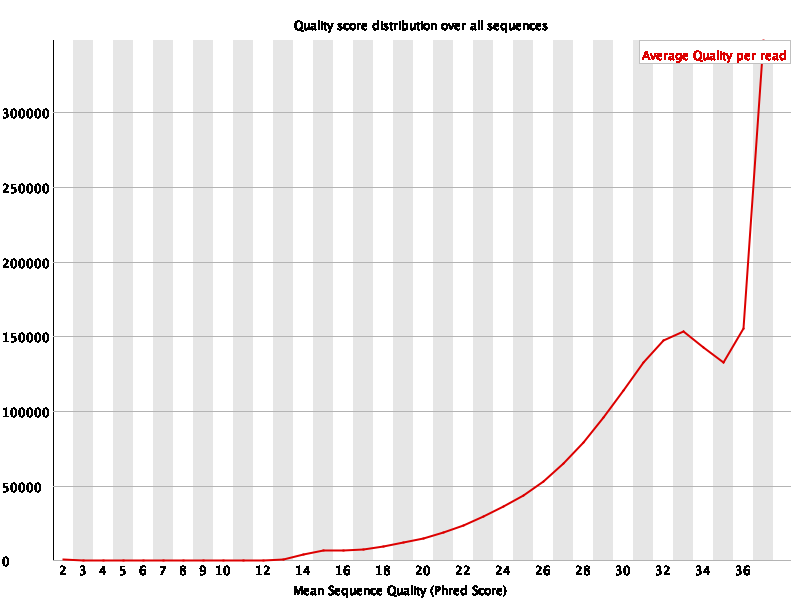 Quality score distribution over all sequences
Average Quality per read
300000
250000
200000
150000
100000
50000
0
2 3 4 5 6 7 8 9 10 12 14 16 18 20 22 24 26 28 30 32 34 36
Mean Sequence Quality (Phred Score)